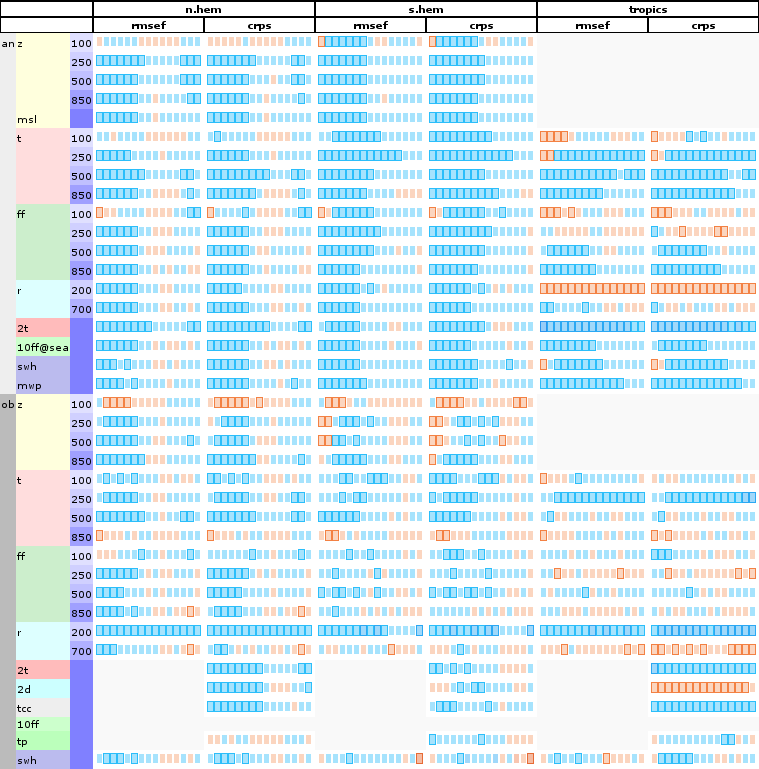 n.hem s.hem tropics
rmsef crps rmsef crps rmsef crps
an z 100
250
500
850
msl
t 100
250
500
850
ff 100
250
500
850
r 200
700
2t
10ff@sea
swh
mwp
ob z 100
250
500
850
t 100
250
500
850
ff 100
250
500
850
r 200
700
2t
2d
tcc
10ff
tp
swh